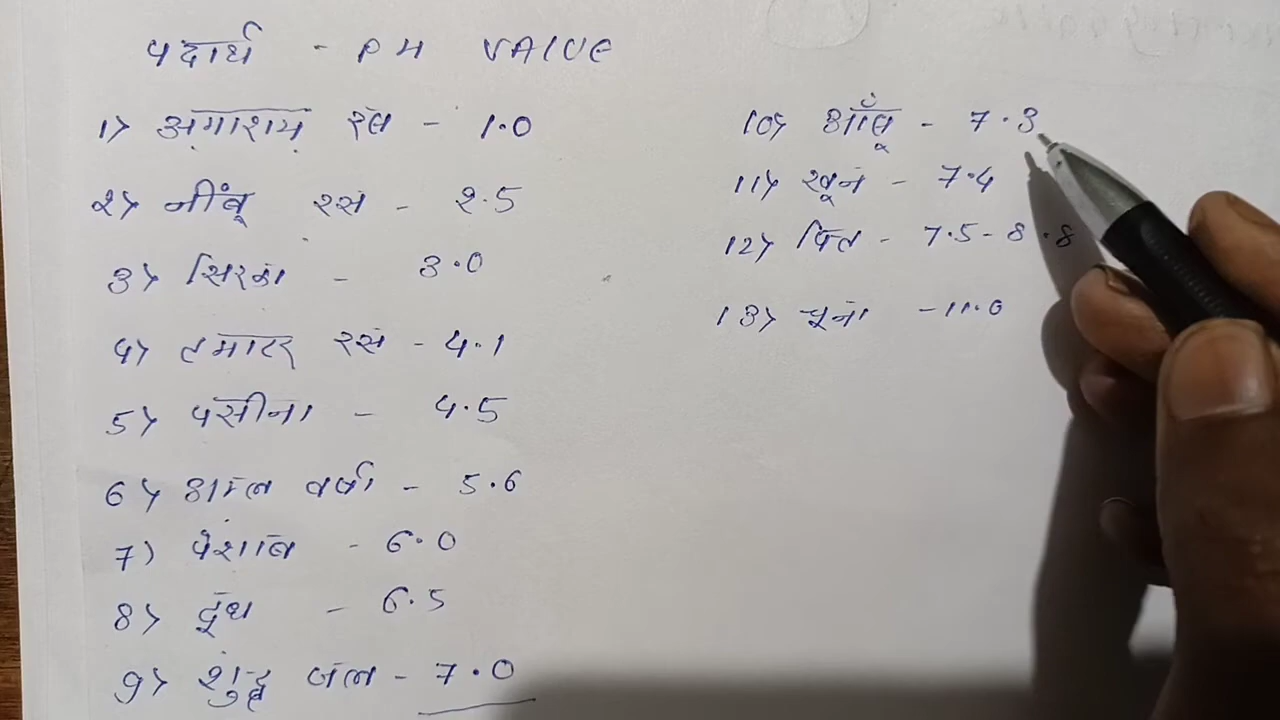 पदार्थ - PH VALUE
1> अमाशय रस - 1.0
2> नींबू रस - 2.5
3> सिरका - 3.0
4> टमाटर रस - 4.1
5> पसीना - 4.5
6> अम्ल वर्षा - 5.6
7) पेशाब - 6.0
8> दूध - 6.5
9> शुद्ध जल - 7.0
10> आँसू - 7.3
11> खून - 7.4
12> पित - 7.5 - 8.8
13> चूना - 11.0